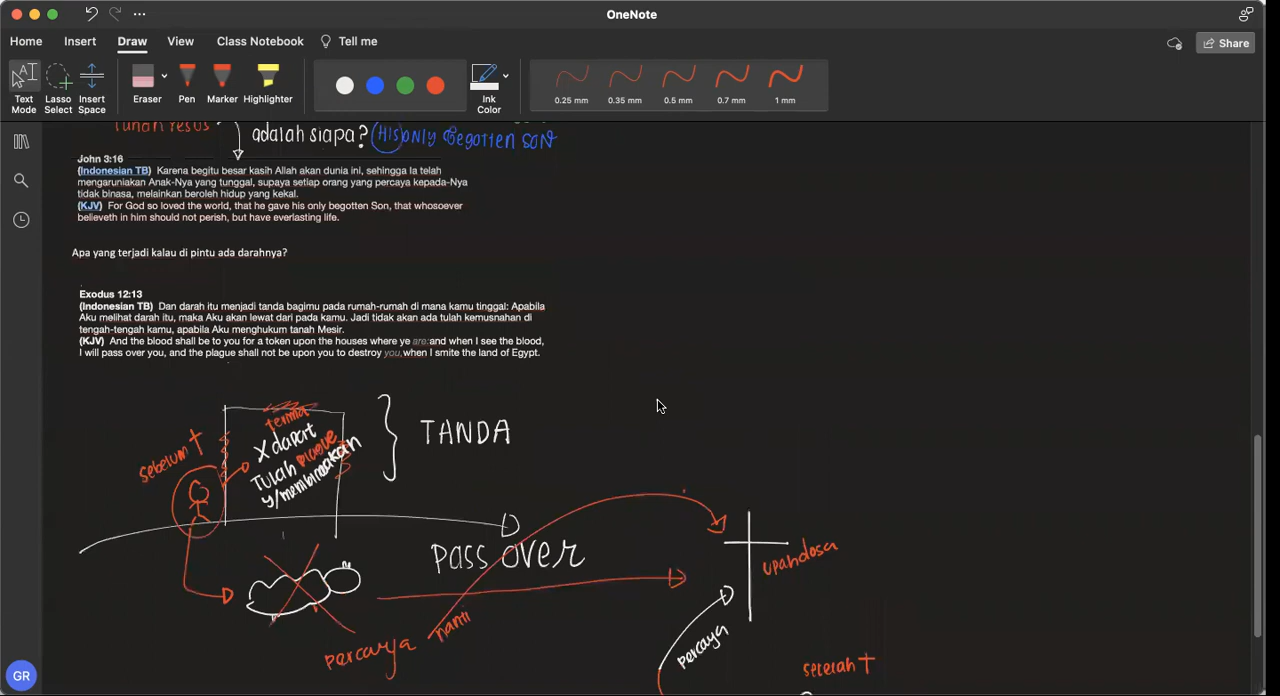 OneNote
Home Insert Draw View Class Notebook Tell me
Share
Text Mode
Lasso Select
Insert Space
Eraser
Pen
Marker
Highlighter
Ink Color
0.25 mm
0.35 mm
0.5 mm
0.7 mm
1 mm
adalah siapa? His only begotten son
John 3:16
(Indonesian TB) Karena begitu besar kasih Allah akan dunia ini, sehingga Ia telah
mengaruniakan Anak-Nya yang tunggal, supaya setiap orang yang percaya kepada-Nya
tidak binasa, melainkan beroleh hidup yang kekal.
(KJV) For God so loved the world, that he gave his only begotten Son, that whosoever
believeth in him should not perish, but have everlasting life.
Apa yang terjadi kalau di pintu ada darahnya?
Exodus 12:13
(Indonesian TB) Dan darah itu menjadi tanda bagimu pada rumah-rumah di mana kamu tinggal: Apabila
Aku melihat darah itu, maka Aku akan lewat dari pada kamu. Jadi tidak akan ada tulah kemusnahan di
tengah-tengah kamu, apabila Aku menghukum tanah Mesir.
(KJV) And the blood shall be to you for a token upon the houses where ye are: and when I see the blood,
I will pass over you, and the plague shall not be upon you to destroy you, when I smite the land of Egypt.
sebelum
x dapat
Tulah plague
y/membinasakan
TANDA
Pass over
upah dosa
percaya
nanti
percaya
setelah
GR